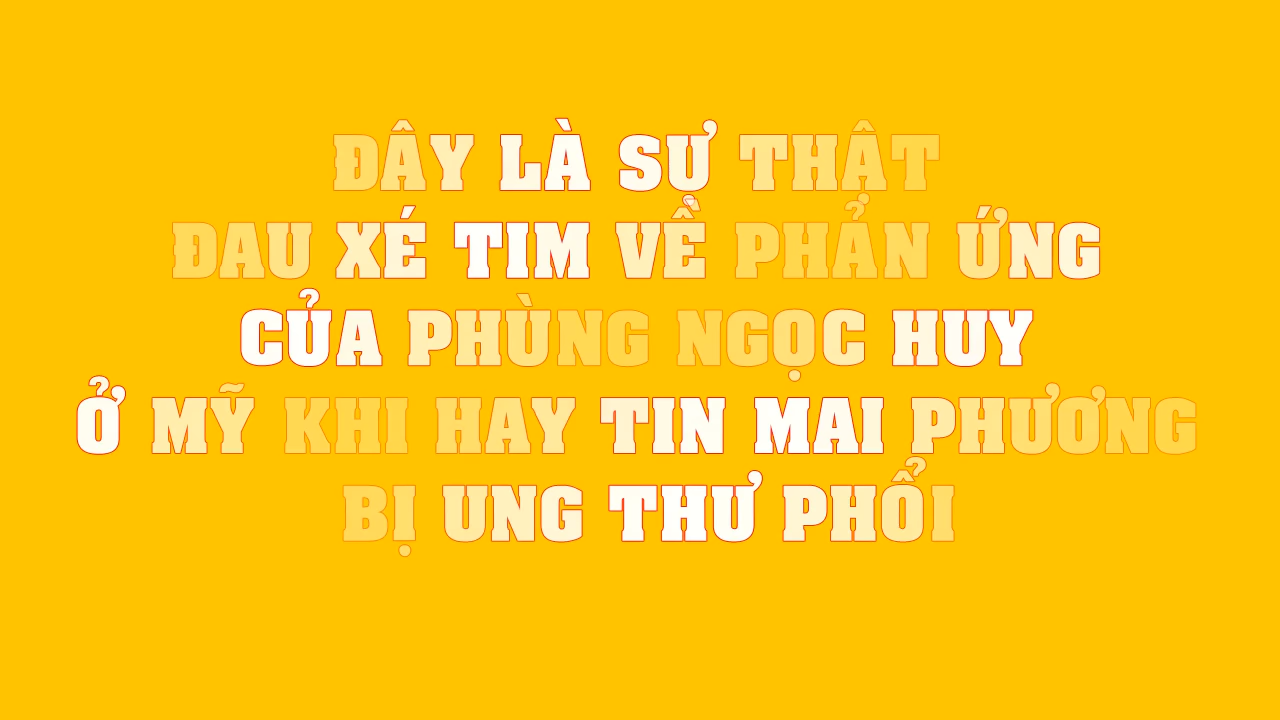 ĐÂY LÀ SƯ THẬT
ĐAU XÉ TIM VỀ PHẢN ỨNG
CỦA PHÙNG NGỌC HUY
Ở MỸ KHI HAY TIN MAI PHƯƠNG
BỊ UNG THƯ PHỔI